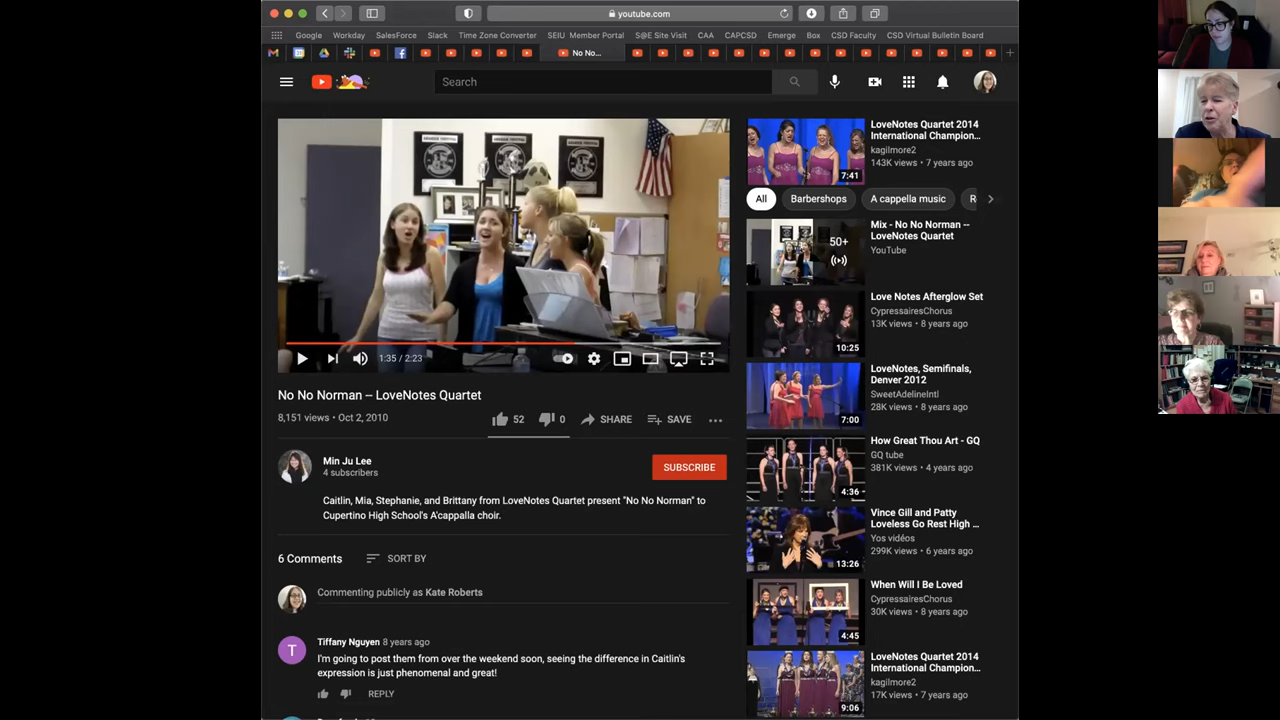 youtube.com
Google Workday SalesForce Slack Time Zone Converter SEIU Member Portal S@E Site Visit CAA CAPCSD Emerge Box CSD Faculty CSD Virtual Bulletin Board
No No...
Search
1:35 / 2:23
No No Norman -- LoveNotes Quartet
8,151 views • Oct 2, 2010
52 0 SHARE SAVE
Min Ju Lee
4 subscribers
SUBSCRIBE
Caitlin, Mia, Stephanie, and Brittany from LoveNotes Quartet present "No No Norman" to
Cupertino High School's A'cappalla choir.
6 Comments SORT BY
Commenting publicly as Kate Roberts
T
Tiffany Nguyen 8 years ago
I'm going to post them from over the weekend soon, seeing the difference in Caitlin's
expression is just phenomenal and great!
REPLY
LoveNotes Quartet 2014
International Champion...
kagilmore2
143K views • 7 years ago
7:41
All Barbershops A cappella music R
Mix - No No Norman --
LoveNotes Quartet
YouTube
50+
Love Notes Afterglow Set
CypressairesChorus
13K views • 8 years ago
10:25
LoveNotes, Semifinals,
Denver 2012
SweetAdelineIntl
28K views • 8 years ago
7:00
How Great Thou Art - GQ
GQ tube
381K views • 4 years ago
4:36
Vince Gill and Patty
Loveless Go Rest High ...
Yos vidéos
299K views • 6 years ago
13:26
When Will I Be Loved
CypressairesChorus
30K views • 8 years ago
4:45
LoveNotes Quartet 2014
International Champion...
kagilmore2
17K views • 7 years ago
9:06